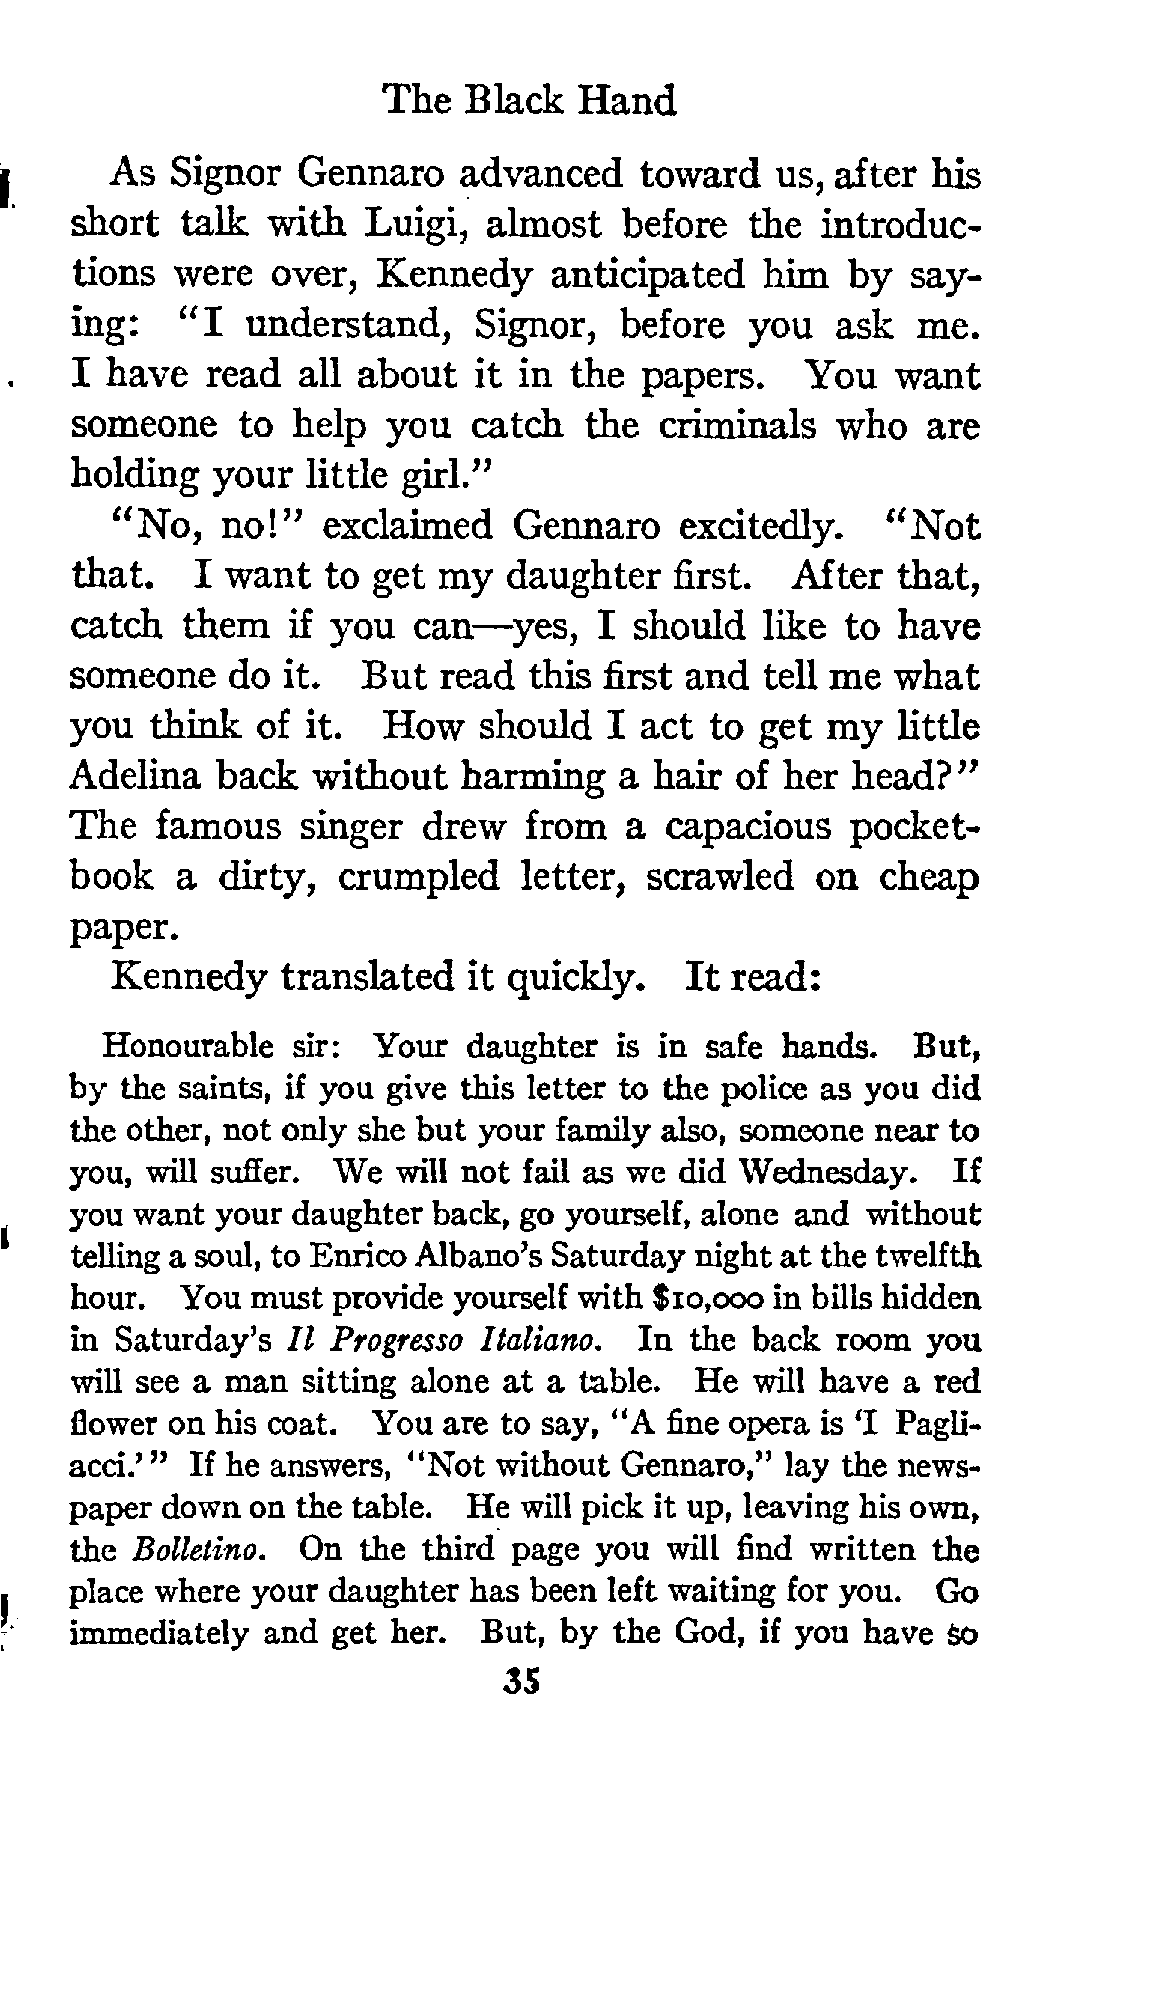 The Black Hand
As Signor Gennaro advanced toward us, after his
short talk with Luigi, almost before the introduc-
tions were over, Kennedy anticipated him by say-
ing: "I understand, Signor, before you ask me.
I have read all about it in the papers. You want
someone to help you catch the criminals who are
holding your little girl."
"No, no!" exclaimed Gennaro excitedly. "Not
that. I want to get my daughter first. After that,
catch them if you can—yes, I should like to have
someone do it. But read this first and tell me what
you think of it. How should I act to get my little
Adelina back without harming a hair of her head?"
The famous singer drew from a capacious pocket-
book a dirty, crumpled letter, scrawled on cheap
paper.
Kennedy translated it quickly. It read:
Honourable sir: Your daughter is in safe hands. But,
by the saints, if you give this letter to the police as you did
the other, not only she but your family also, someone near to
you, will suffer. We will not fail as we did Wednesday. If
you want your daughter back, go yourself, alone and without
telling a soul, to Enrico Albano's Saturday night at the twelfth
hour. You must provide yourself with $10,000 in bills hidden
in Saturday's Il Progresso Italiano. In the back room you
will see a man sitting alone at a table. He will have a red
flower on his coat. You are to say, "A fine opera is 'I Pagli-
acci.'" If he answers, "Not without Gennaro," lay the news-
paper down on the table. He will pick it up, leaving his own,
the Bolletino. On the third page you will find written the
place where your daughter has been left waiting for you. Go
immediately and get her. But, by the God, if you have so
35